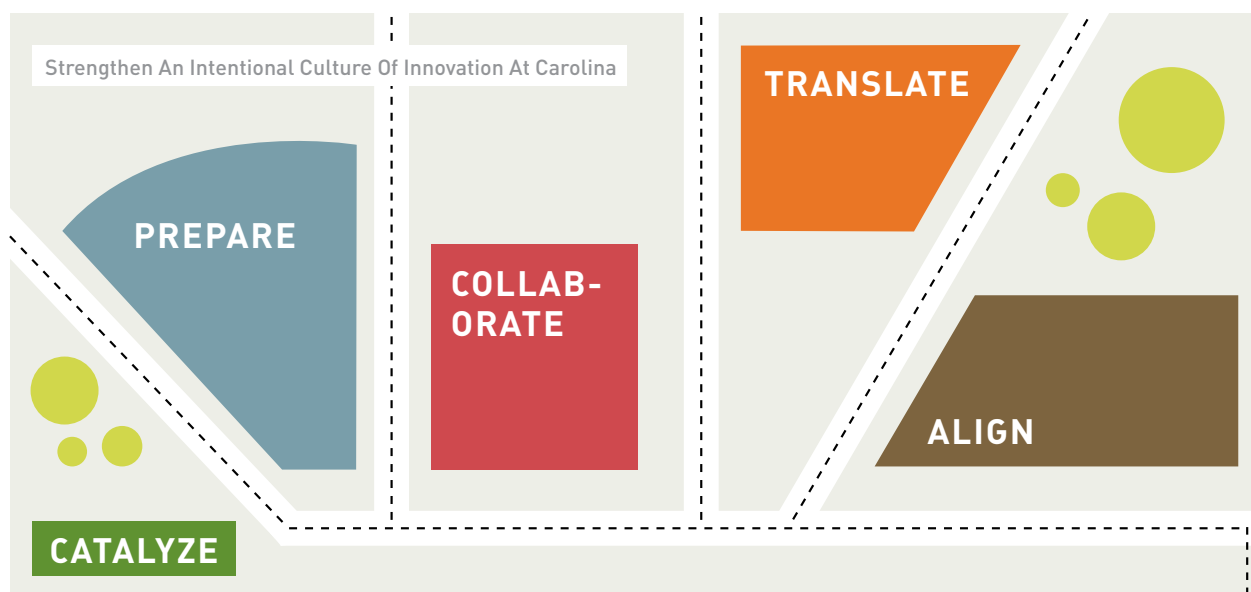 Strengthen An Intentional Culture Of Innovation At Carolina
TRANSLATE
PREPARE
COLLAB-
ORATE
ALIGN
CATALYZE